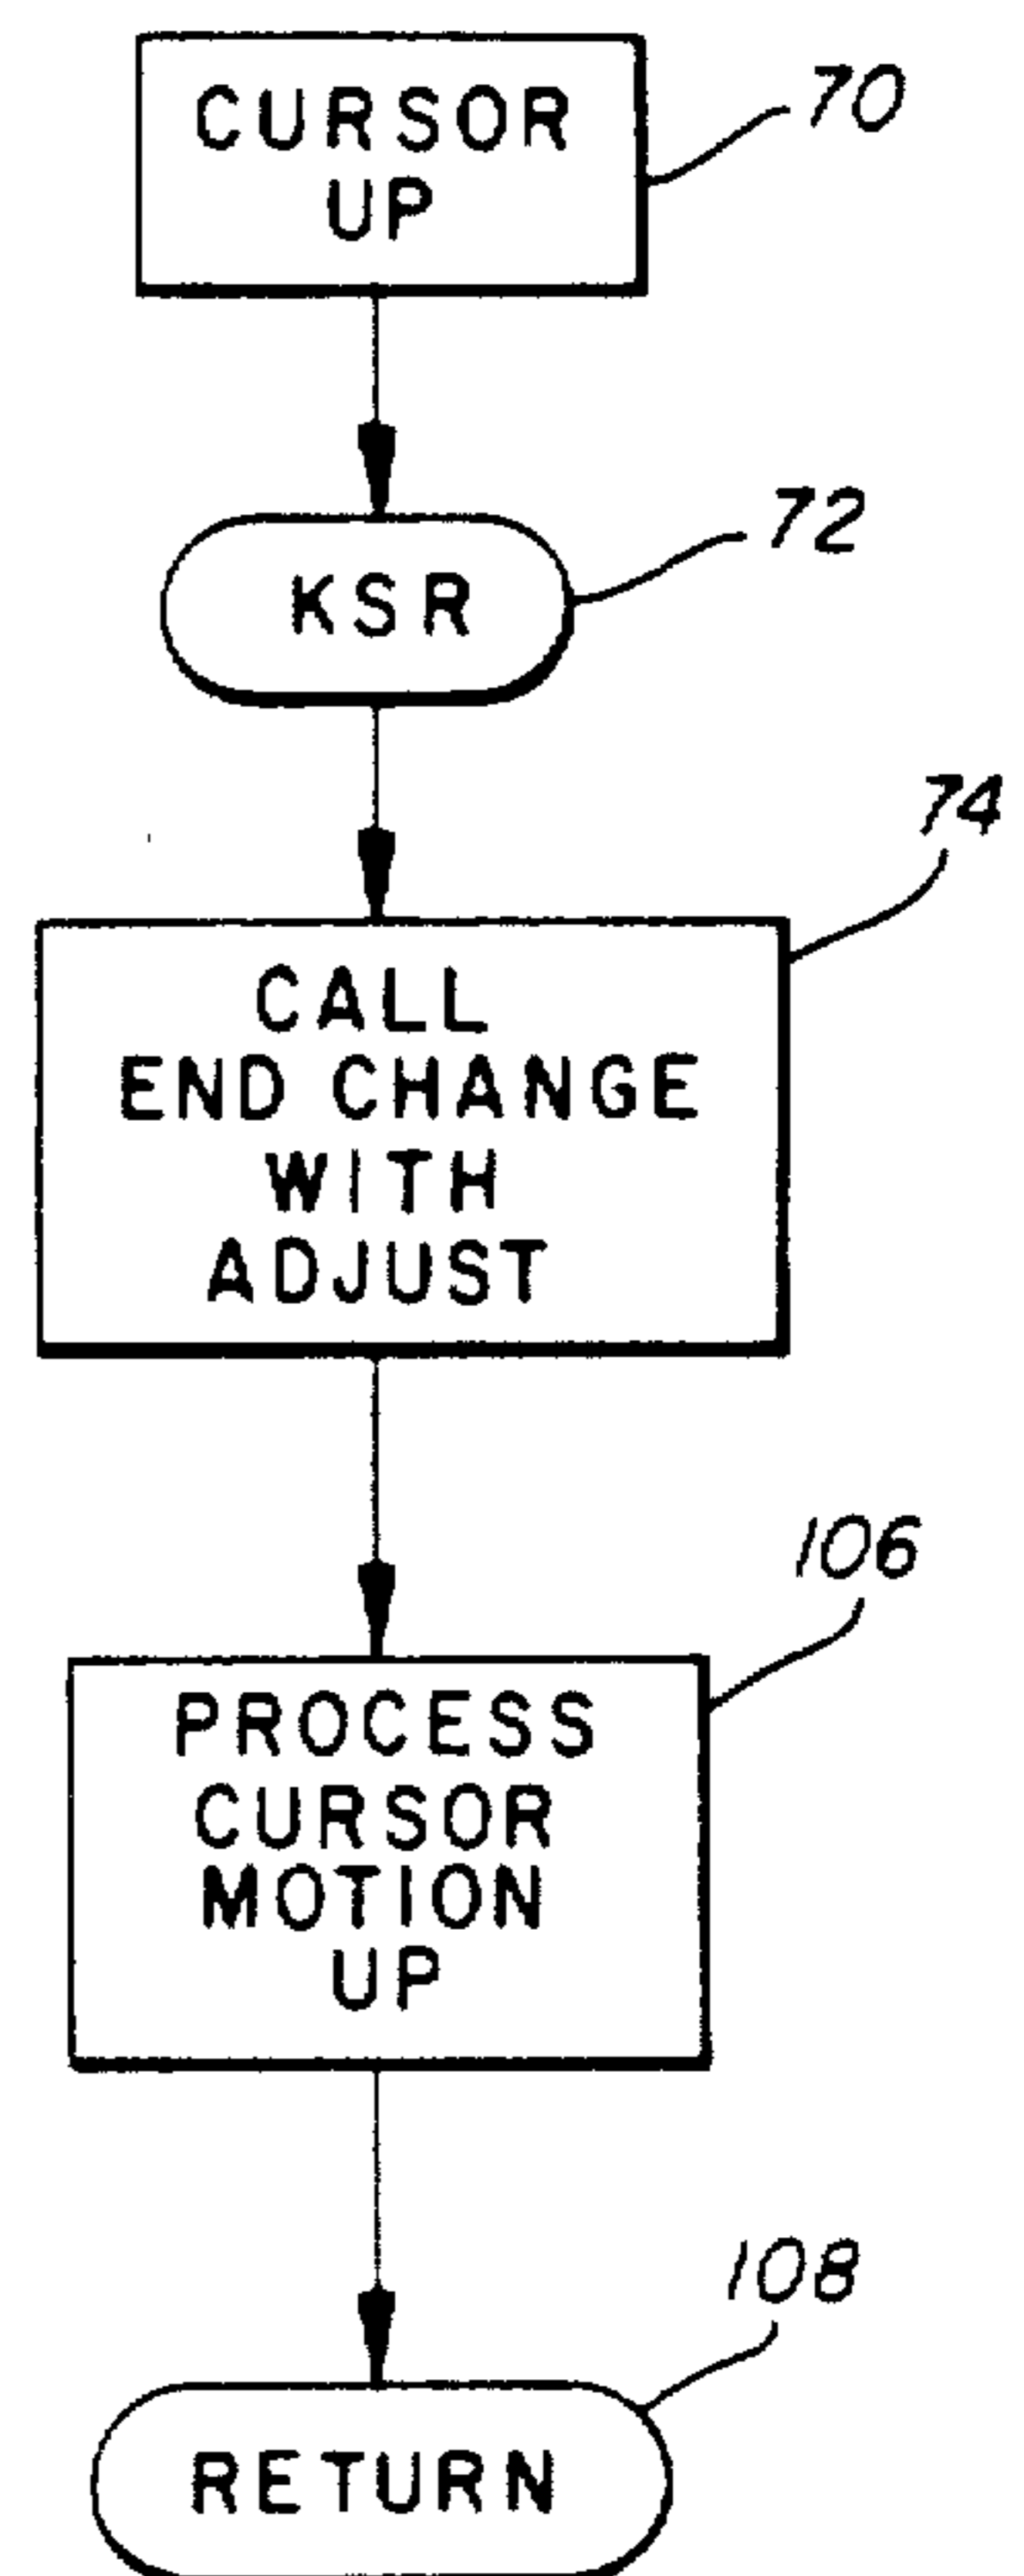 CURSOR
UP
70
KSR
72
74
CALL
END CHANGE
WITH
ADJUST
106
PROCESS
CURSOR
MOTION
UP
108
RETURN